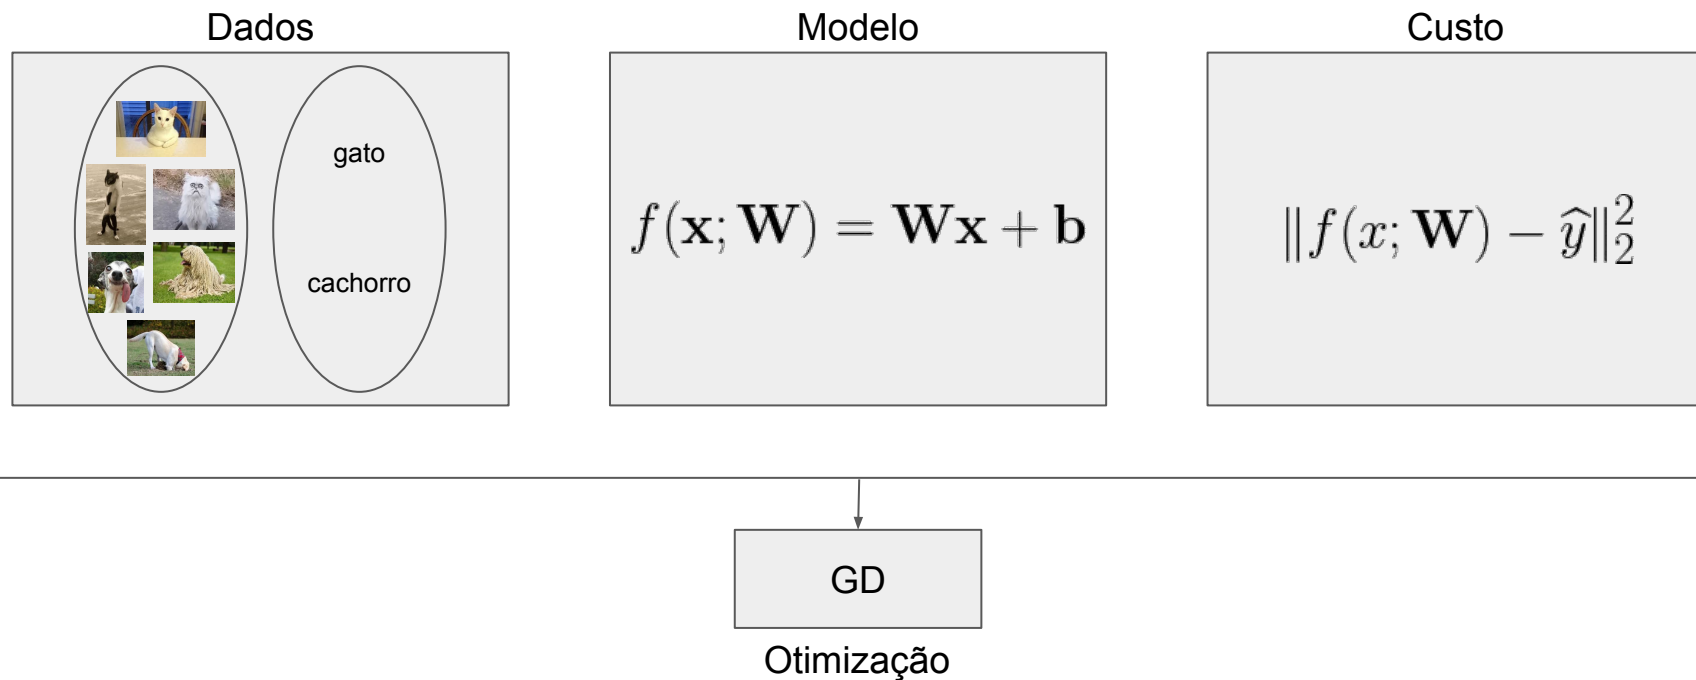 Dados
Modelo
Custo
gato
cachorro
f(x; W) = Wx + b
‖f(x; W) − ŷ‖₂²
GD
Otimização